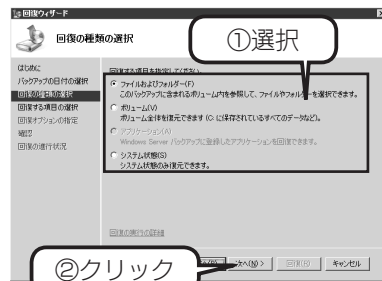 回復ウィザード
回復の種類の選択
①選択
はじめに
バックアップの日付の選択
回復の種類の選択
回復する項目の選択
回復オプションの指定
確認
回復の進行状況
回復する項目を指定してください。
ファイルおよびフォルダー(F)
このバックアップに含まれるボリューム内を参照して、ファイルやフォルダーを選択できます。
ボリューム(V)
ボリューム全体を復元できます (C: に保存されているすべてのデータなど)。
アプリケーション(A)
Windows Server バックアップに登録したアプリケーションを回復できます。
システム状態(S)
システム状態のみ復元できます。
回復の実行の詳細
次へ(N) >
回復(R)
キャンセル
②クリック